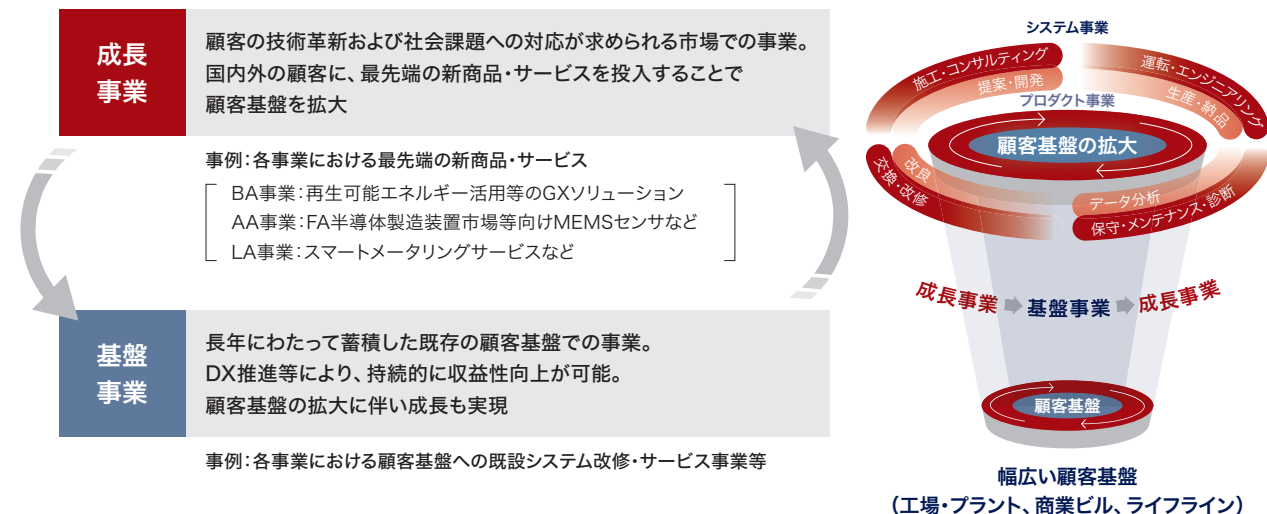 成長
事業
顧客の技術革新および社会課題への対応が求められる市場での事業。
国内外の顧客に、最先端の新商品・サービスを投入することで
顧客基盤を拡大
事例：各事業における最先端の新商品・サービス
BA事業：再生可能エネルギー活用等のGXソリューション
AA事業：FA半導体製造装置市場等向けMEMSセンサなど
LA事業：スマートメータリングサービスなど
基盤
事業
長年にわたって蓄積した既存の顧客基盤での事業。
DX推進等により、持続的に収益性向上が可能。
顧客基盤の拡大に伴い成長も実現
事例：各事業における顧客基盤への既設システム改修・サービス事業等
システム事業
施工・コンサルティング
運転・エンジニアリング
提案・開発
生産・納品
プロダクト事業
顧客基盤の拡大
改良
交換・改修
データ分析
保守・メンテナンス・診断
成長事業
基盤事業
成長事業
顧客基盤
幅広い顧客基盤
（工場・プラント、商業ビル、ライフライン）